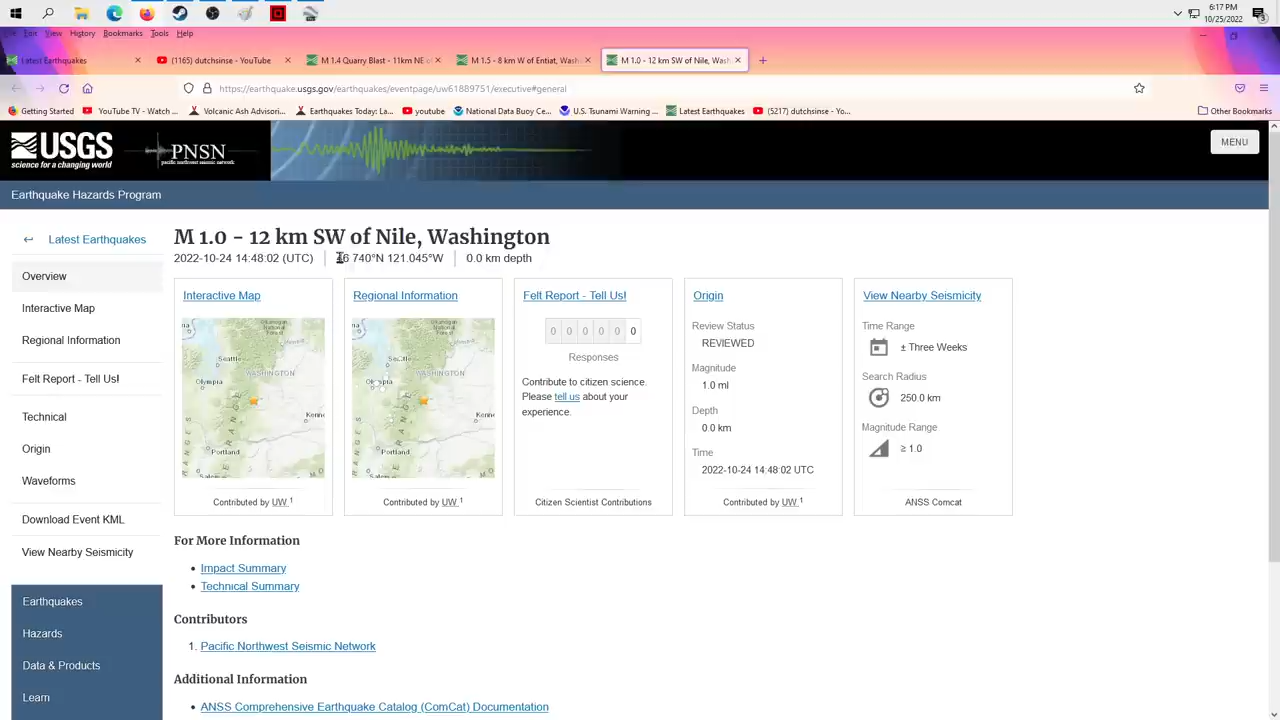 6:17 PM
10/25/2022
Edit View History Bookmarks Tools Help
Latest Earthquakes
(1165) dutchsinse - YouTube
M 1.4 Quarry Blast - 11km NE of
M 1.5 - 8 km W of Entiat, Wash
M 1.0 - 12 km SW of Nile, Wash
https://earthquake.usgs.gov/earthquakes/eventpage/uw61889751/executive#general
Getting Started
YouTube TV - Watch ...
Volcanic Ash Advisori...
Earthquakes Today: La...
youtube
National Data Buoy Ce...
U.S. Tsunami Warning ...
Latest Earthquakes
(5217) dutchsinse - Yo...
Other Bookmarks
USGS
science for a changing world
PNSN
pacific northwest seismic network
MENU
Earthquake Hazards Program
Latest Earthquakes
Overview
Interactive Map
Regional Information
Felt Report - Tell Us!
Technical
Origin
Waveforms
Download Event KML
View Nearby Seismicity
Earthquakes
Hazards
Data & Products
Learn
M 1.0 - 12 km SW of Nile, Washington
2022-10-24 14:48:02 (UTC)
46.740°N 121.045°W
0.0 km depth
Interactive Map
Seattle
WASHINGTON
Olympia
Kenne
Portland
Salem
Contributed by UW 1
Regional Information
Seattle
WASHINGTON
Olympia
Kenne
Portland
Salem
Contributed by UW 1
Felt Report - Tell Us!
0 0 0 0 0 0
Responses
Contribute to citizen science.
Please tell us about your
experience.
Citizen Scientist Contributions
Origin
Review Status
REVIEWED
Magnitude
1.0 ml
Depth
0.0 km
Time
2022-10-24 14:48:02 UTC
Contributed by UW 1
View Nearby Seismicity
Time Range
± Three Weeks
Search Radius
250.0 km
Magnitude Range
≥ 1.0
ANSS Comcat
For More Information
• Impact Summary
• Technical Summary
Contributors
1. Pacific Northwest Seismic Network
Additional Information
• ANSS Comprehensive Earthquake Catalog (ComCat) Documentation